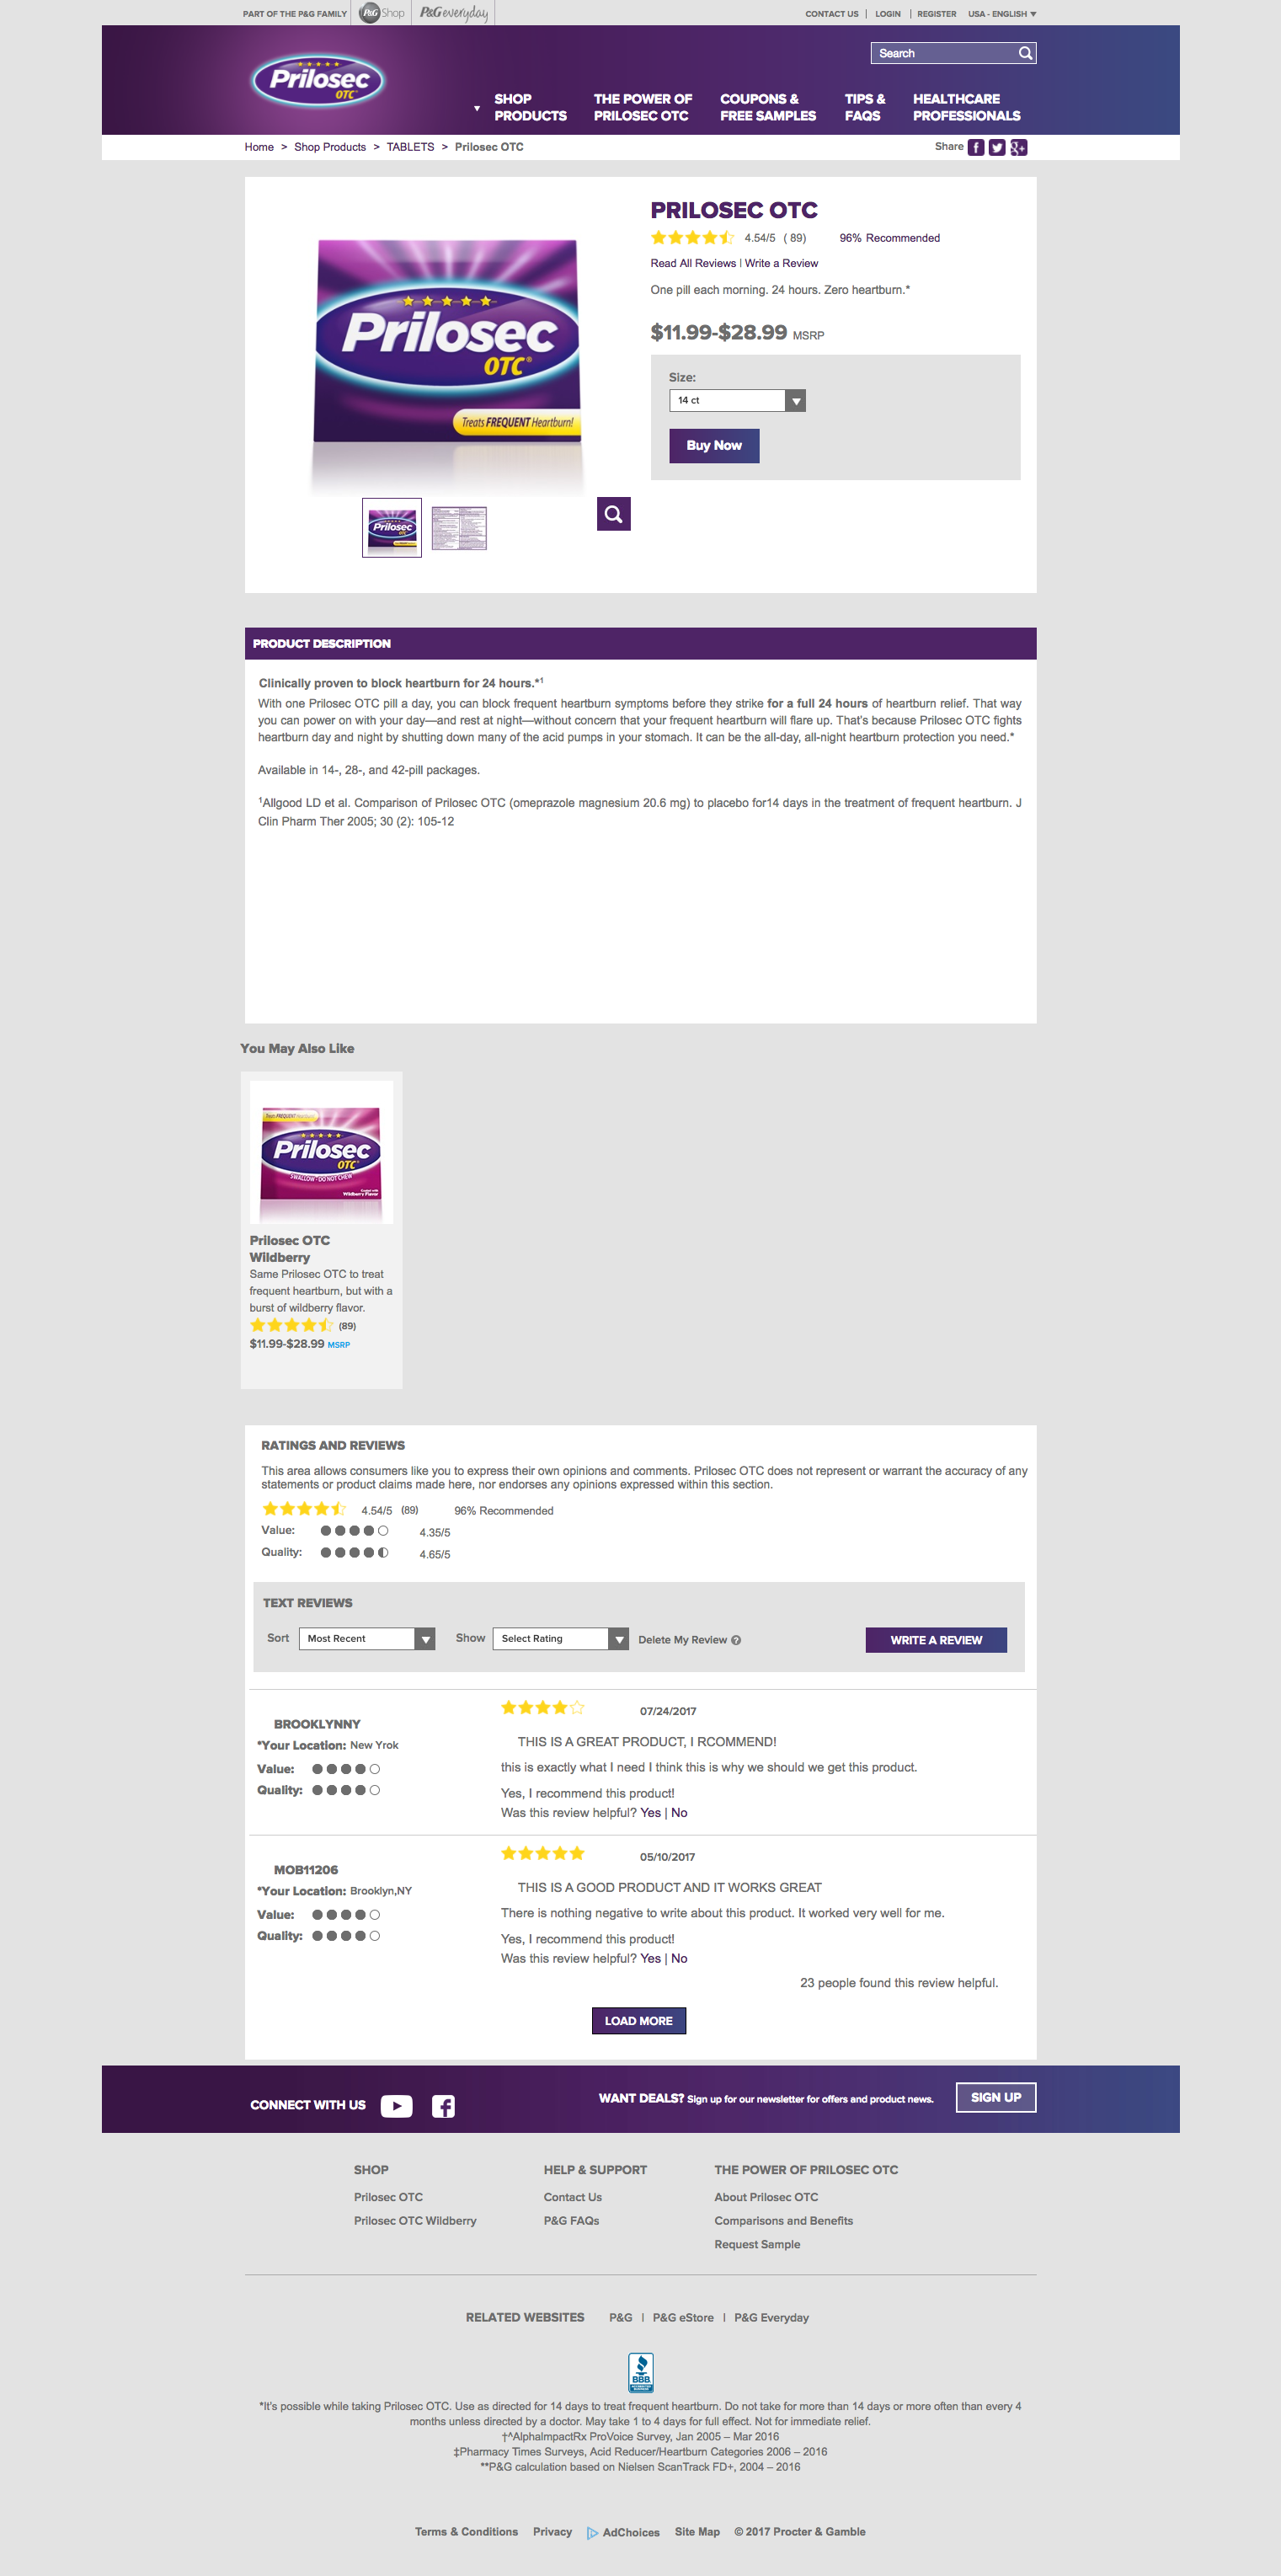 PART OF THE P&G FAMILY
P&G Shop
P&G everyday
CONTACT US | LOGIN | REGISTER USA - ENGLISH
Prilosec
OTC
Search
SHOP PRODUCTS
THE POWER OF PRILOSEC OTC
COUPONS & FREE SAMPLES
TIPS & FAQS
HEALTHCARE PROFESSIONALS
Home > Shop Products > TABLETS > Prilosec OTC
Share
PRILOSEC OTC
4.54/5 ( 89) 96% Recommended
Read All Reviews | Write a Review
One pill each morning. 24 hours. Zero heartburn.*
$11.99-$28.99 MSRP
Size:
14 ct
Buy Now
Prilosec
OTC®
Treats FREQUENT Heartburn!
Prilosec
OTC
PRODUCT DESCRIPTION
Clinically proven to block heartburn for 24 hours.*1
With one Prilosec OTC pill a day, you can block frequent heartburn symptoms before they strike for a full 24 hours of heartburn relief. That way
you can power on with your day—and rest at night—without concern that your frequent heartburn will flare up. That's because Prilosec OTC fights
heartburn day and night by shutting down many of the acid pumps in your stomach. It can be the all-day, all-night heartburn protection you need.*
Available in 14-, 28-, and 42-pill packages.
1Allgood LD et al. Comparison of Prilosec OTC (omeprazole magnesium 20.6 mg) to placebo for14 days in the treatment of frequent heartburn. J
Clin Pharm Ther 2005; 30 (2): 105-12
You May Also Like
Treats FREQUENT Heartburn!
Prilosec
OTC
SWALLOW - DO NOT CHEW
Coated with
Wildberry Flavor
Prilosec OTC
Wildberry
Same Prilosec OTC to treat
frequent heartburn, but with a
burst of wildberry flavor.
(89)
$11.99-$28.99 MSRP
RATINGS AND REVIEWS
This area allows consumers like you to express their own opinions and comments. Prilosec OTC does not represent or warrant the accuracy of any
statements or product claims made here, nor endorses any opinions expressed within this section.
4.54/5 (89) 96% Recommended
Value: 4.35/5
Quality: 4.65/5
TEXT REVIEWS
Sort Most Recent Show Select Rating Delete My Review ? WRITE A REVIEW
07/24/2017
BROOKLYNNY
*Your Location: New Yrok
Value:
Quality:
THIS IS A GREAT PRODUCT, I RCOMMEND!
this is exactly what I need I think this is why we should we get this product.
Yes, I recommend this product!
Was this review helpful? Yes | No
05/10/2017
MOB11206
*Your Location: Brooklyn,NY
Value:
Quality:
THIS IS A GOOD PRODUCT AND IT WORKS GREAT
There is nothing negative to write about this product. It worked very well for me.
Yes, I recommend this product!
Was this review helpful? Yes | No
23 people found this review helpful.
LOAD MORE
CONNECT WITH US
WANT DEALS? Sign up for our newsletter for offers and product news.
SIGN UP
SHOP
Prilosec OTC
Prilosec OTC Wildberry
HELP & SUPPORT
Contact Us
P&G FAQs
THE POWER OF PRILOSEC OTC
About Prilosec OTC
Comparisons and Benefits
Request Sample
RELATED WEBSITES P&G | P&G eStore | P&G Everyday
BBB.
*It's possible while taking Prilosec OTC. Use as directed for 14 days to treat frequent heartburn. Do not take for more than 14 days or more often than every 4
months unless directed by a doctor. May take 1 to 4 days for full effect. Not for immediate relief.
†^AlphaImpactRx ProVoice Survey, Jan 2005 – Mar 2016
‡Pharmacy Times Surveys, Acid Reducer/Heartburn Categories 2006 – 2016
**P&G calculation based on Nielsen ScanTrack FD+, 2004 – 2016
Terms & Conditions Privacy AdChoices Site Map © 2017 Procter & Gamble